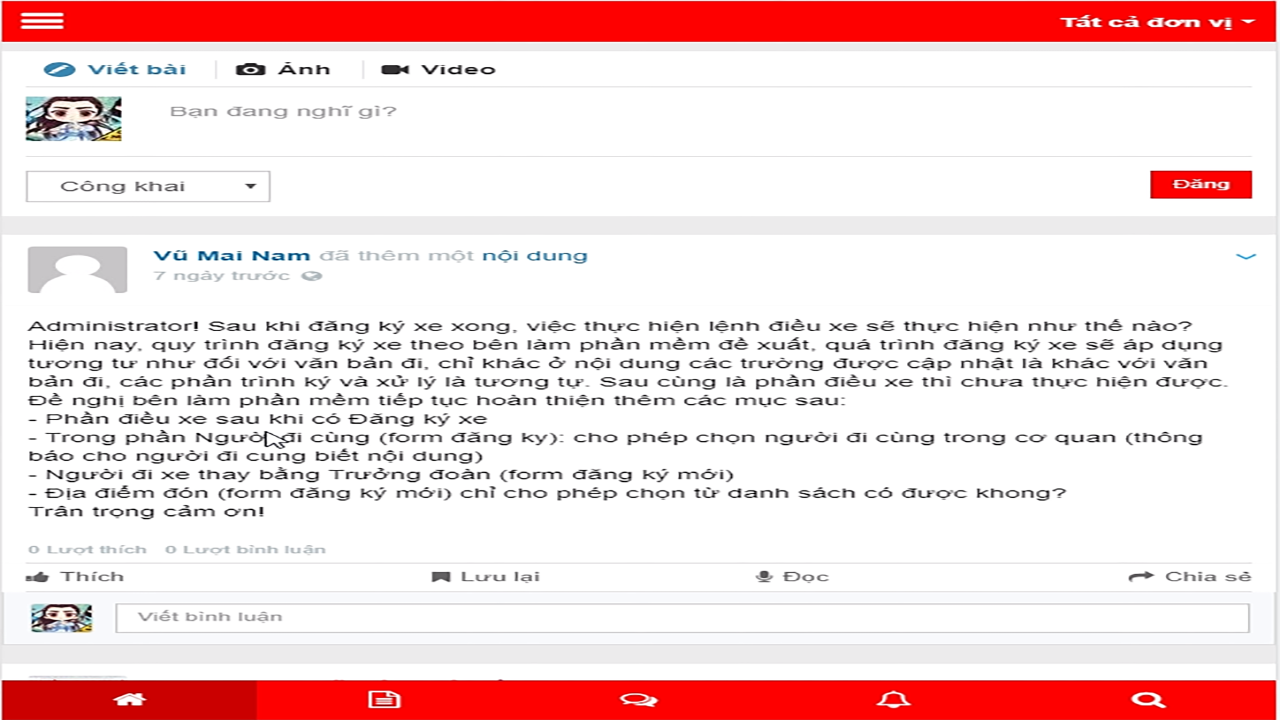 Tất cả đơn vị
Viết bài
Ảnh
Video
Bạn đang nghĩ gì?
Công khai
Đăng
Vũ Mai Nam đã thêm một nội dung
7 ngày trước
Administrator! Sau khi đăng ký xe xong, việc thực hiện lệnh điều xe sẽ thực hiện như thế nào?
Hiện nay, quy trình đăng ký xe theo bên làm phần mềm đề xuất, quá trình đăng ký xe sẽ áp dụng
tương tư như đối với văn bản đi, chỉ khác ở nội dung các trường được cập nhật là khác với văn
bản đi, các phần trình ký và xử lý là tương tự. Sau cùng là phần điều xe thì chưa thực hiện được.
Đề nghị bên làm phần mềm tiếp tục hoàn thiện thêm các mục sau:
- Phần điều xe sau khi có Đăng ký xe
- Trong phần Người đi cùng (form đăng ky): cho phép chọn người đi cùng trong cơ quan (thông
báo cho người đi cung biết nội dung)
- Người đi xe thay bằng Trưởng đoàn (form đăng ký mới)
- Địa điểm đón (form đăng ký mới) chỉ cho phép chọn từ danh sách có được khong?
Trân trọng cảm ơn!
0 Lượt thích 0 Lượt bình luận
Thích
Lưu lại
Đọc
Chia sẻ
Viết bình luận